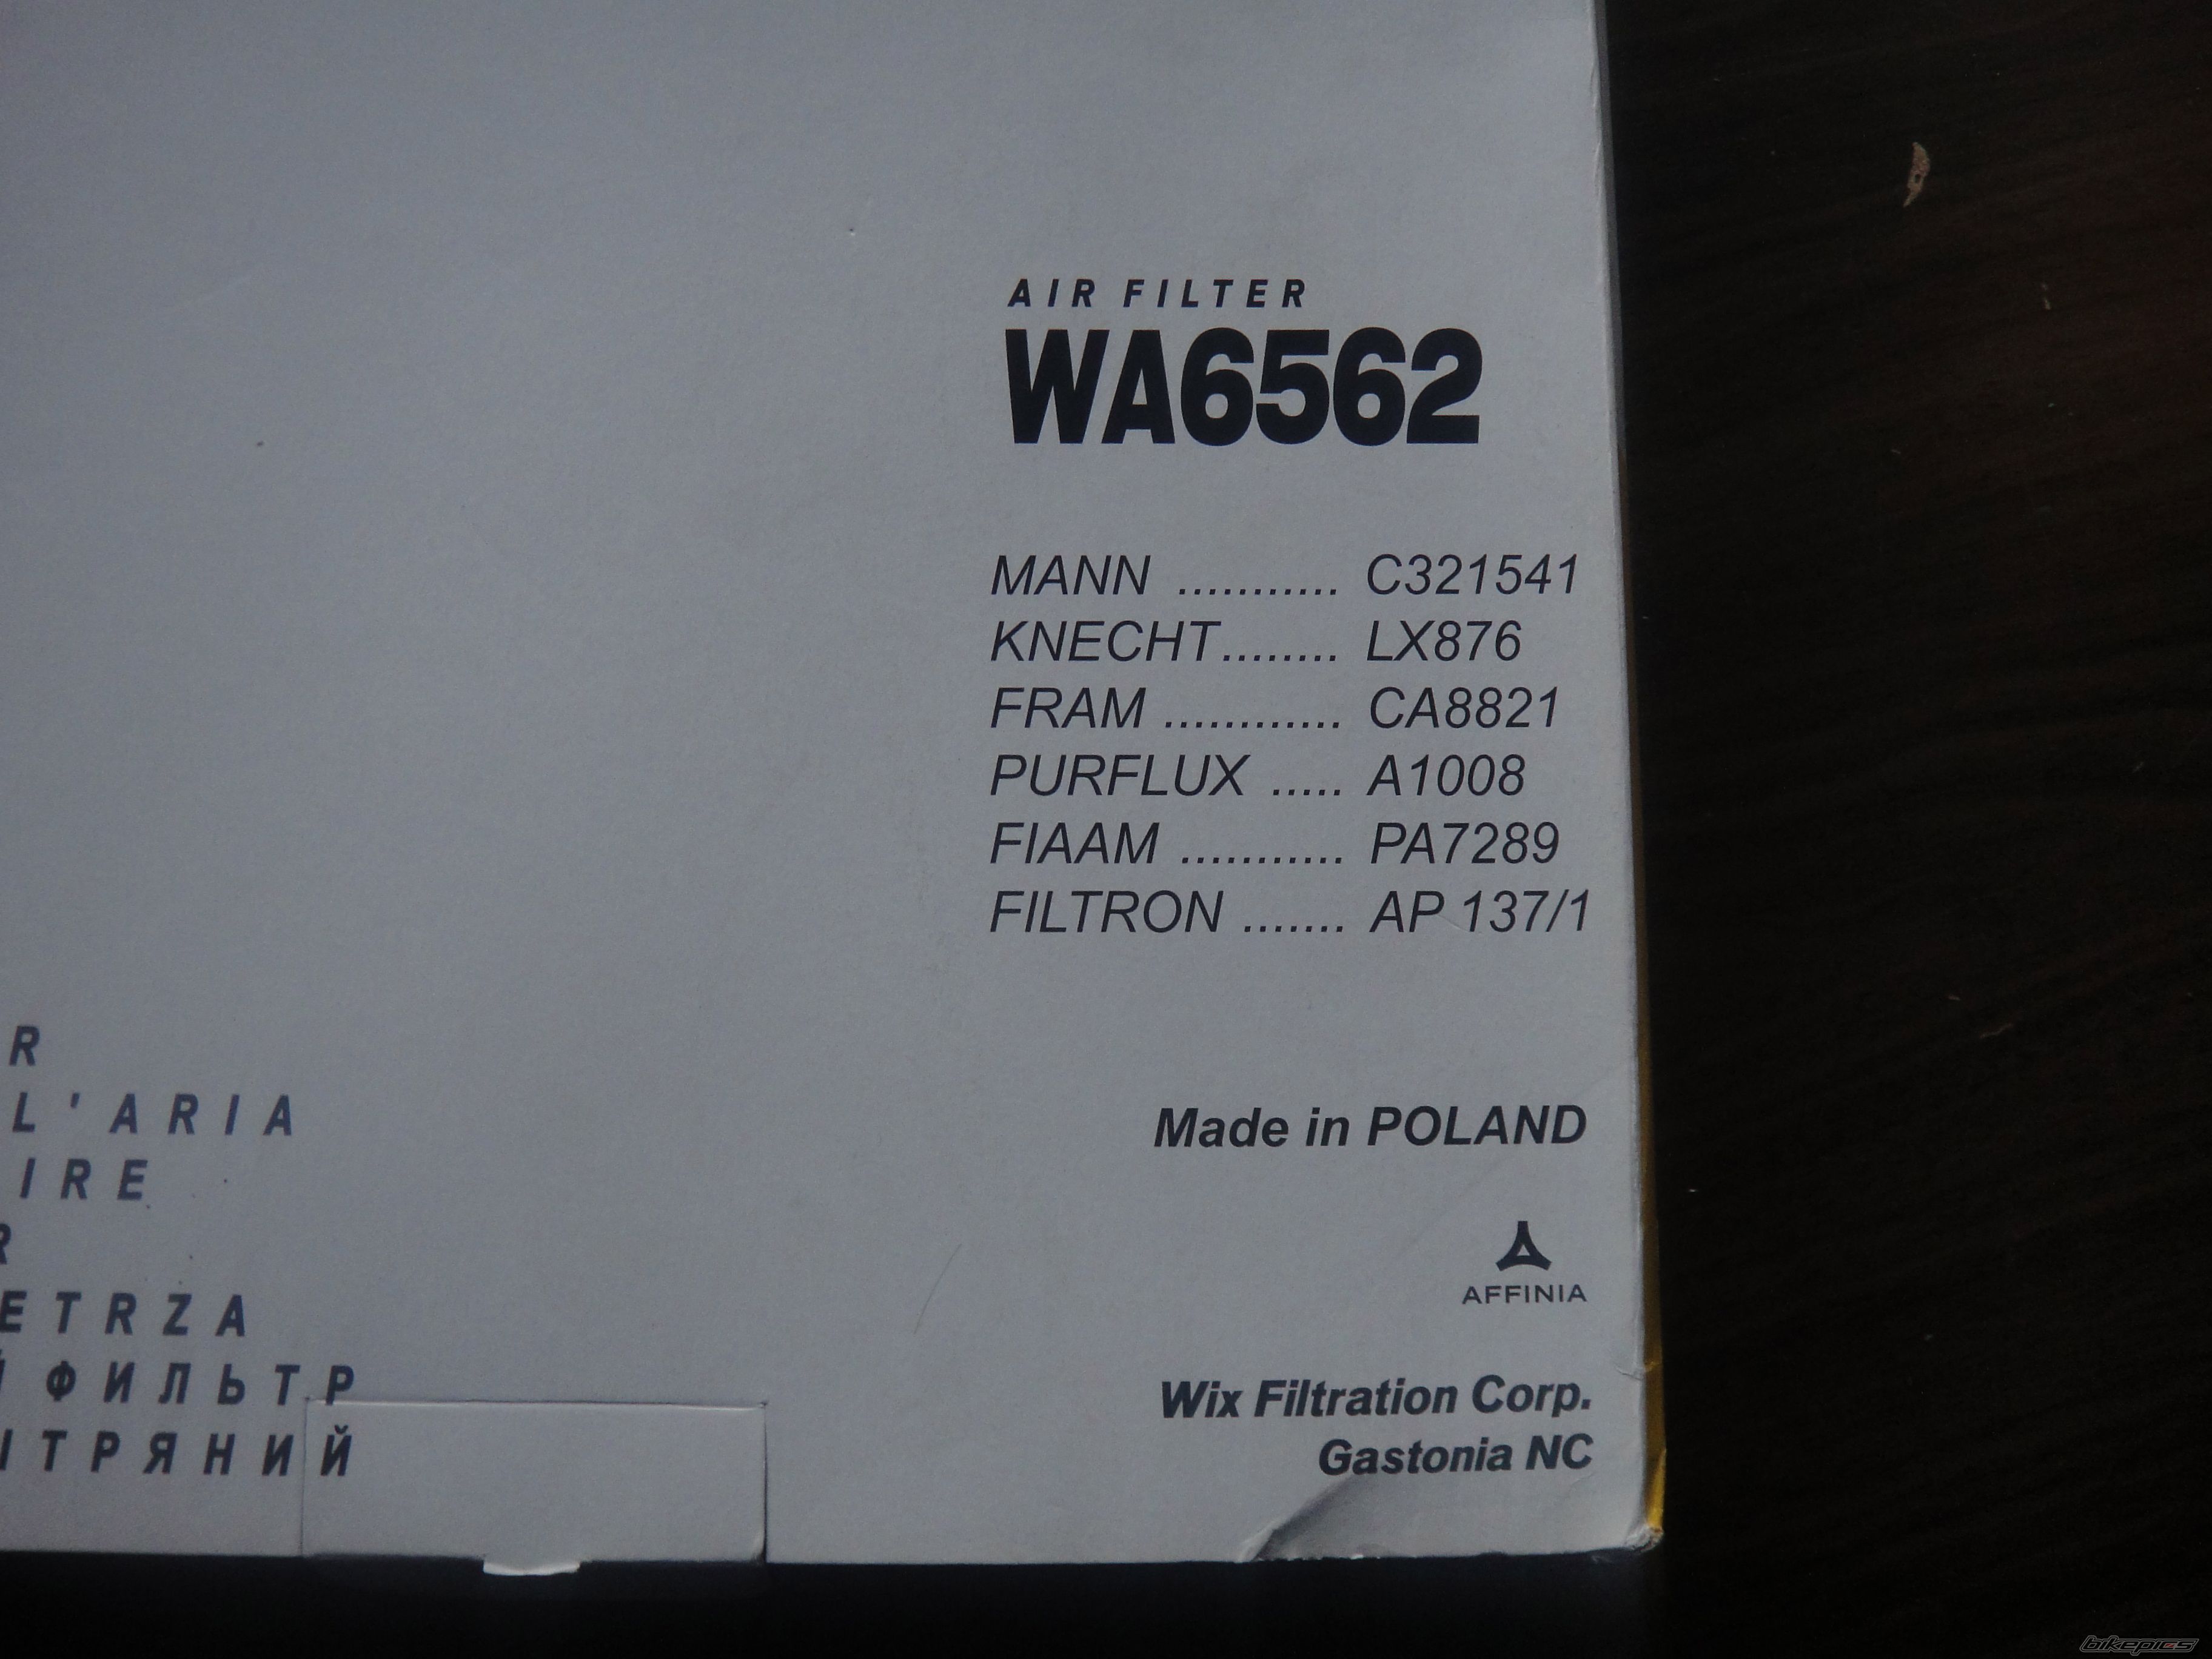 AIR FILTER
WA6562
MANN ........... C321541
KNECHT........ LX876
FRAM ............ CA8821
PURFLUX ..... A1008
FIAAM ........... PA7289
FILTRON ....... AP 137/1
R
L'ARIA
IRE
R
ETRZA
Й ФИЛЬТР
ІТРЯНИЙ
Made in POLAND
AFFINIA
Wix Filtration Corp.
Gastonia NC
bikepics